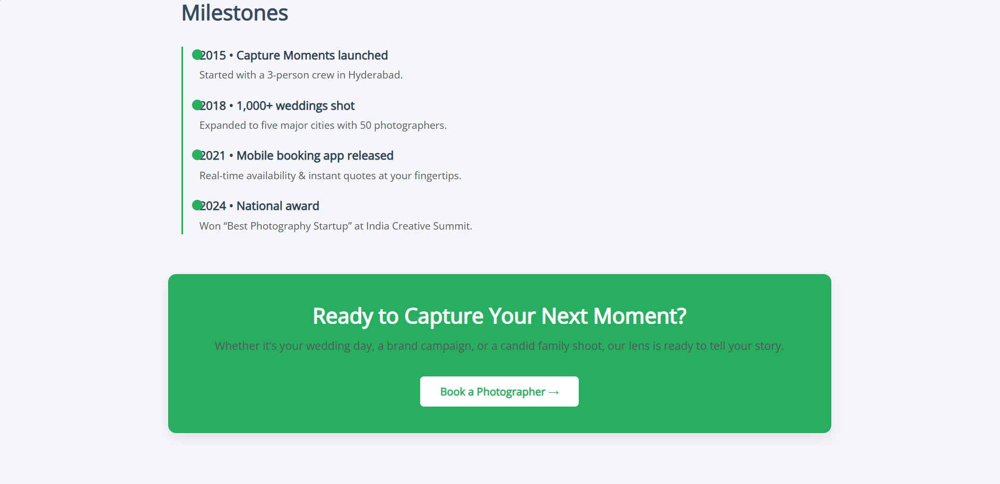 Milestones
2015 • Capture Moments launched
Started with a 3-person crew in Hyderabad.
2018 • 1,000+ weddings shot
Expanded to five major cities with 50 photographers.
2021 • Mobile booking app released
Real-time availability & instant quotes at your fingertips.
2024 • National award
Won “Best Photography Startup” at India Creative Summit.
Ready to Capture Your Next Moment?
Whether it’s your wedding day, a brand campaign, or a candid family shoot, our lens is ready to tell your story.
Book a Photographer →